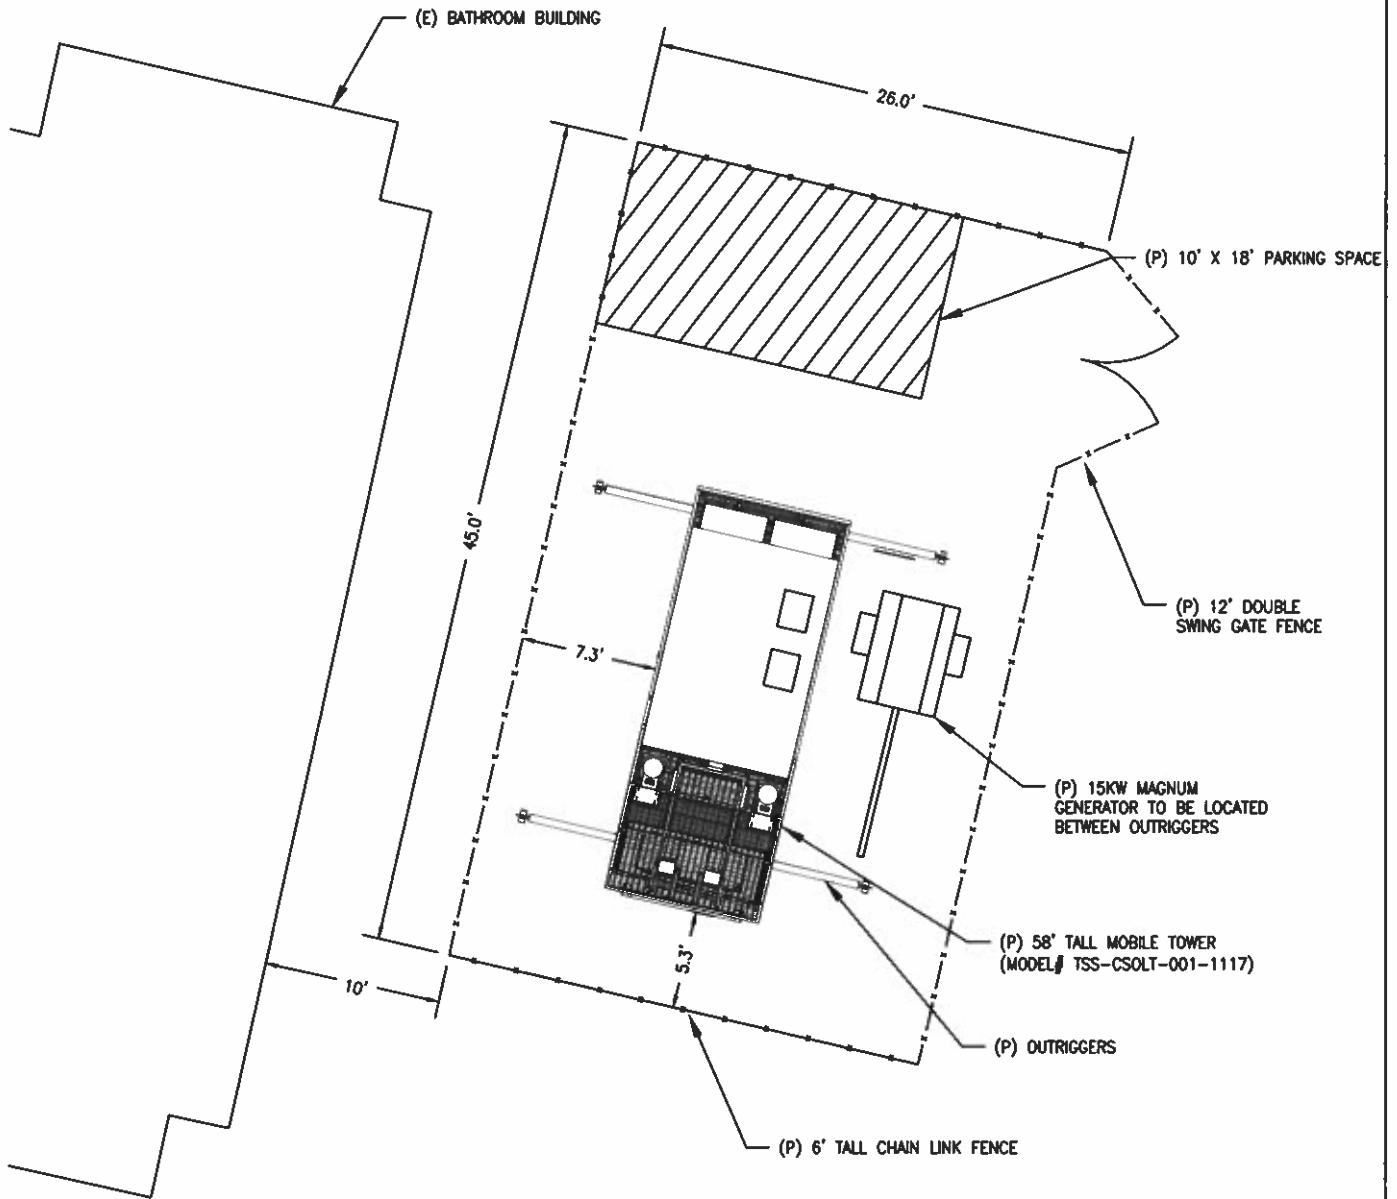 (E) BATHROOM BUILDING
26.0'
(P) 10' X 18' PARKING SPACE
45.0'
7.3'
(P) 12' DOUBLE
SWING GATE FENCE
(P) 15KW MAGNUM
GENERATOR TO BE LOCATED
BETWEEN OUTRIGGERS
(P) 58' TALL MOBILE TOWER
(MODEL# TSS-CSOLT-001-1117)
5.3'
10'
(P) OUTRIGGERS
(P) 6' TALL CHAIN LINK FENCE